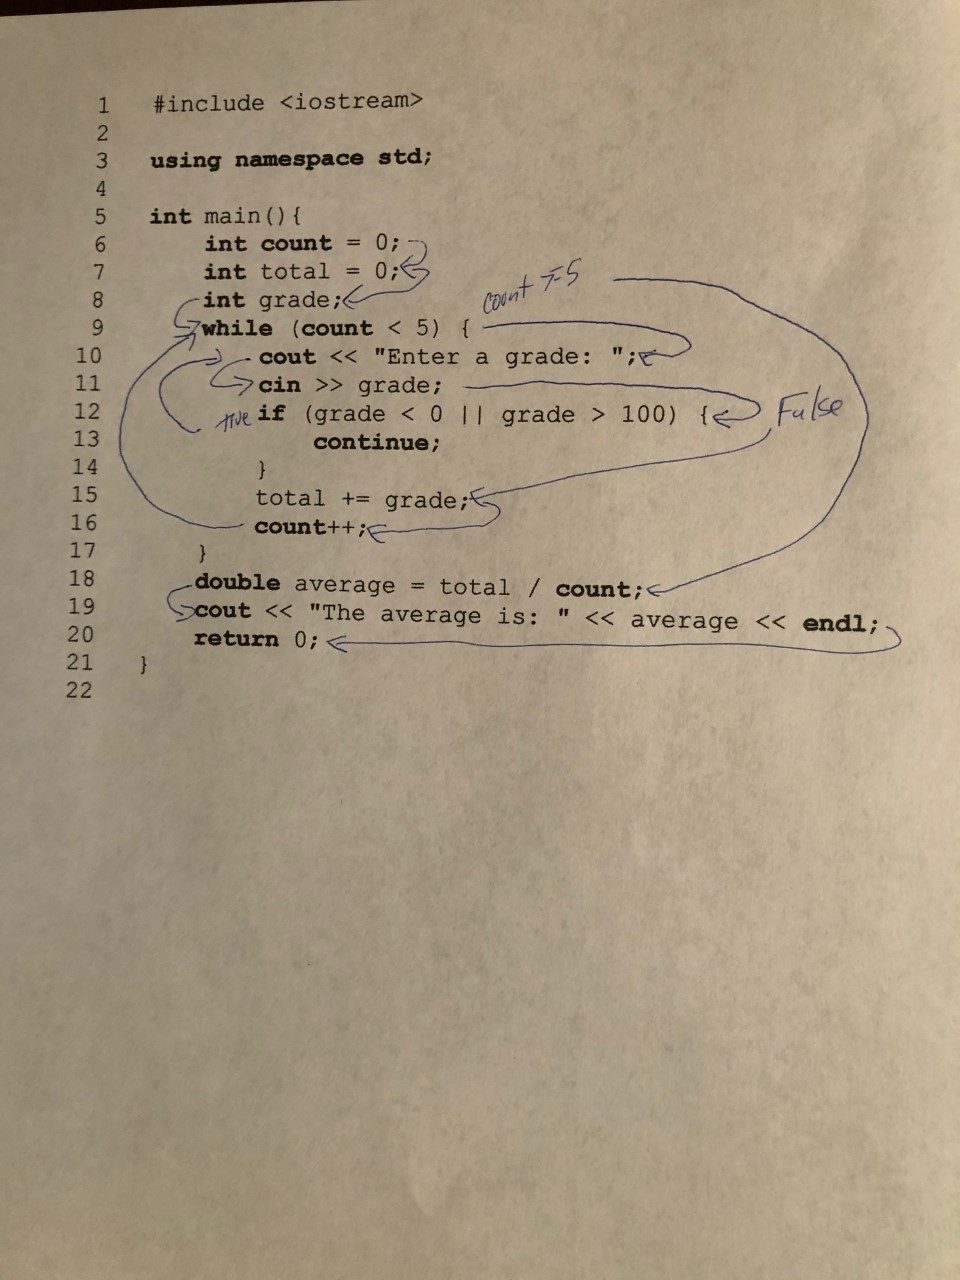 1 #include <iostream>
2
3 using namespace std;
4
5 int main(){
6 int count = 0;
7 int total = 0;
8 int grade;
count
9 while (count < 5) {
10 cout << "Enter a grade: ";
11 cin >> grade;
12 true if (grade < 0 || grade > 100) { False
13 continue;
14 }
15 total += grade;
16 count++;
17 }
18 double average = total / count;
19 cout << "The average is: " << average << endl;
20 return 0;
21 }
22